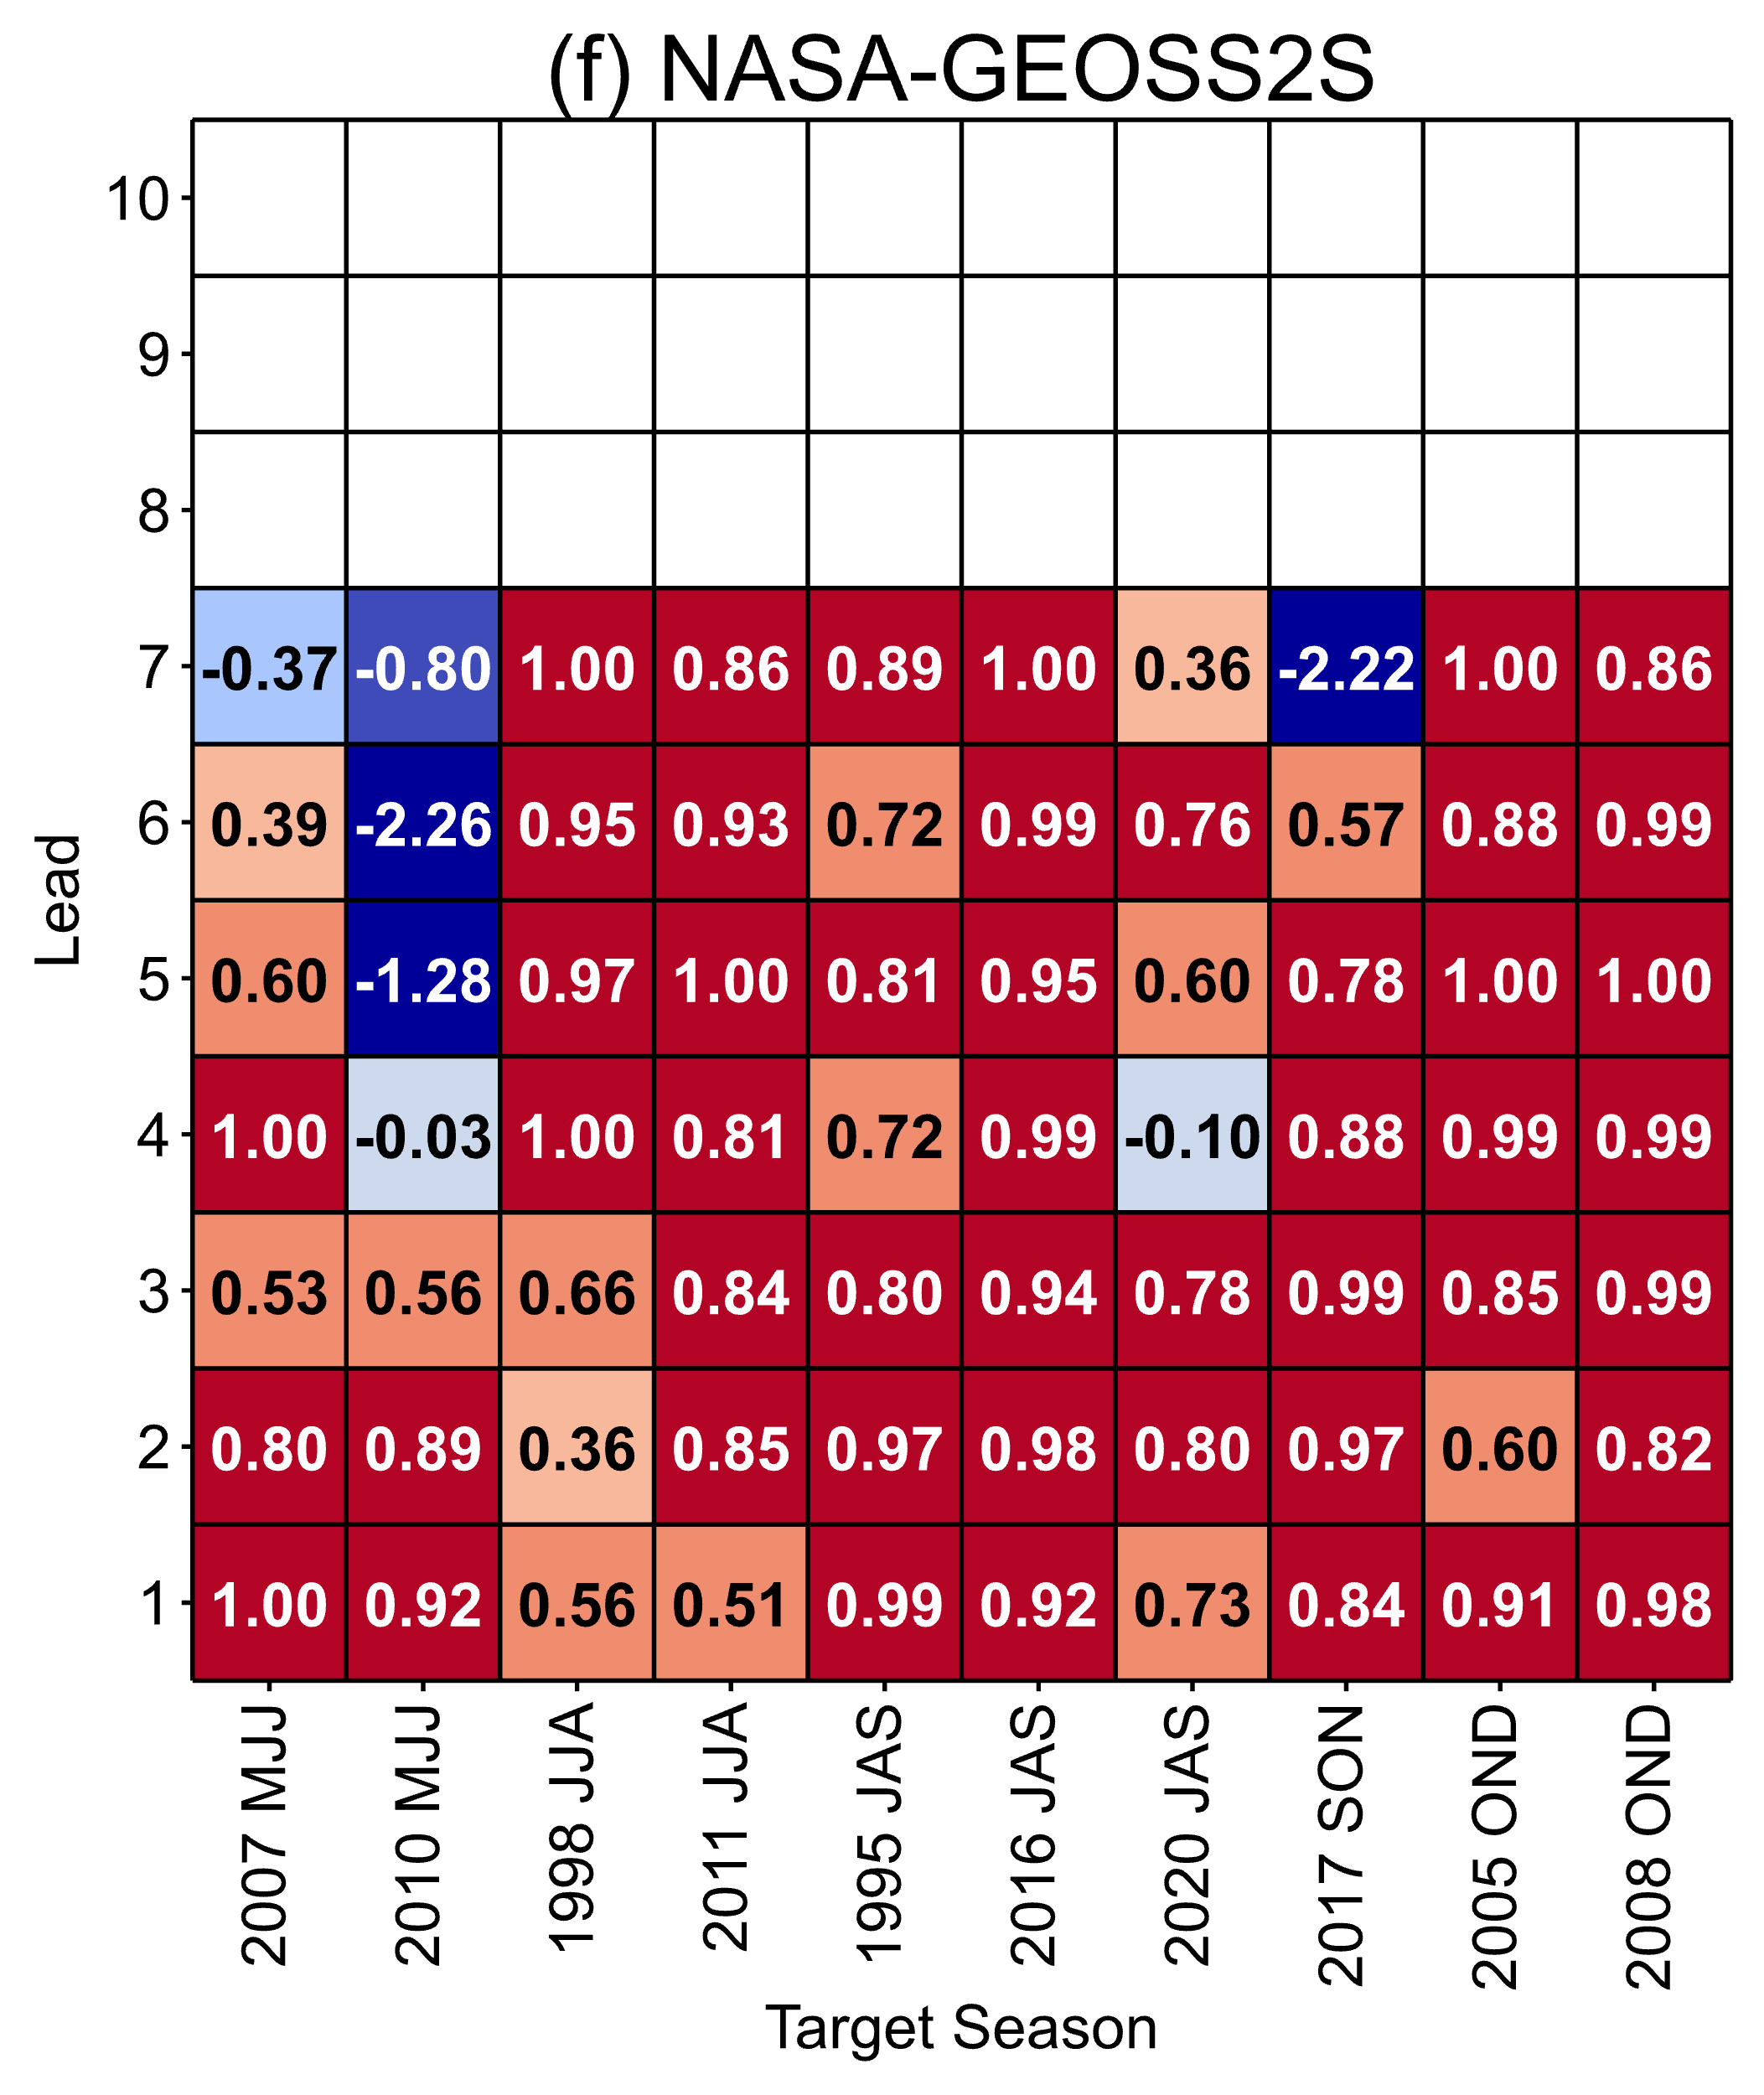 (f) NASA-GEOSS2S
10
9
8
7 -0.37 -0.80 1.00 0.86 0.89 1.00 0.36 -2.22 1.00 0.86
6 0.39 -2.26 0.95 0.93 0.72 0.99 0.76 0.57 0.88 0.99
5 0.60 -1.28 0.97 1.00 0.81 0.95 0.60 0.78 1.00 1.00
4 1.00 -0.03 1.00 0.81 0.72 0.99 -0.10 0.88 0.99 0.99
3 0.53 0.56 0.66 0.84 0.80 0.94 0.78 0.99 0.85 0.99
2 0.80 0.89 0.36 0.85 0.97 0.98 0.80 0.97 0.60 0.82
1 1.00 0.92 0.56 0.51 0.99 0.92 0.73 0.84 0.91 0.98
Lead
2007 MJJ
2010 MJJ
1998 JJA
2011 JJA
1995 JAS
2016 JAS
2020 JAS
2017 SON
2005 OND
2008 OND
Target Season